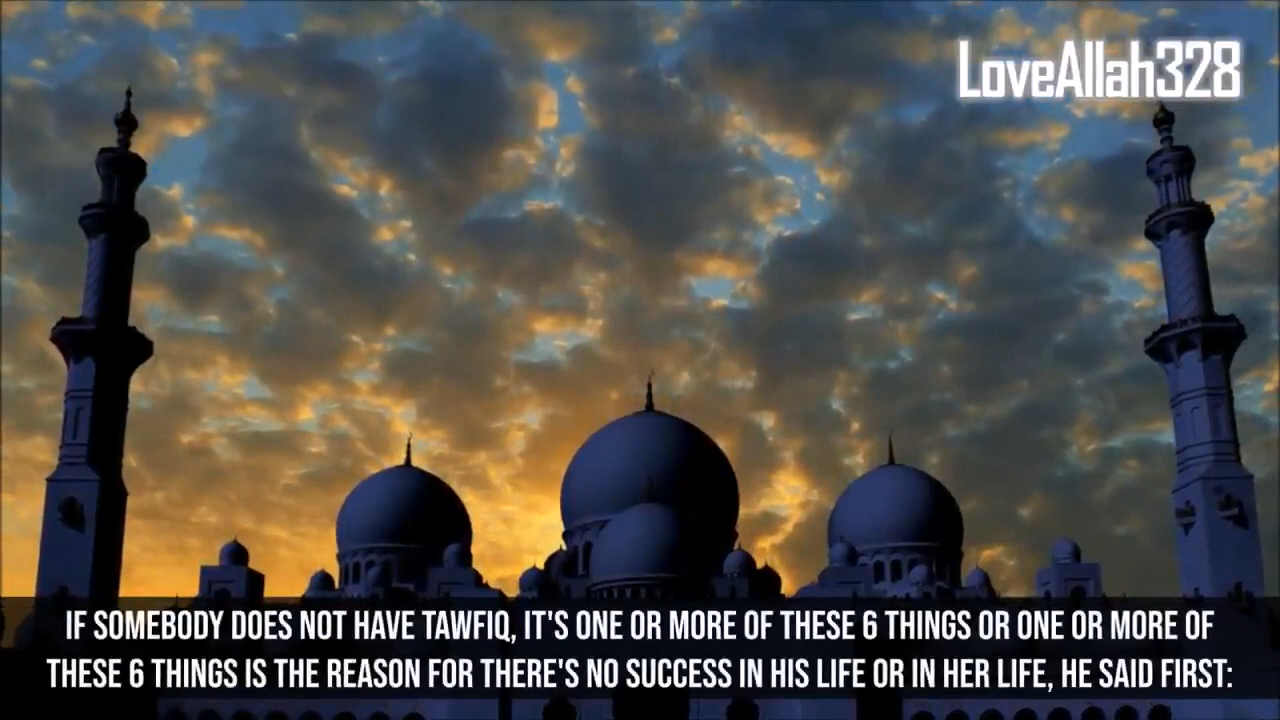 LoveAllah328
IF SOMEBODY DOES NOT HAVE TAWFIQ, IT'S ONE OR MORE OF THESE 6 THINGS OR ONE OR MORE OF
THESE 6 THINGS IS THE REASON FOR THERE'S NO SUCCESS IN HIS LIFE OR IN HER LIFE, HE SAID FIRST: